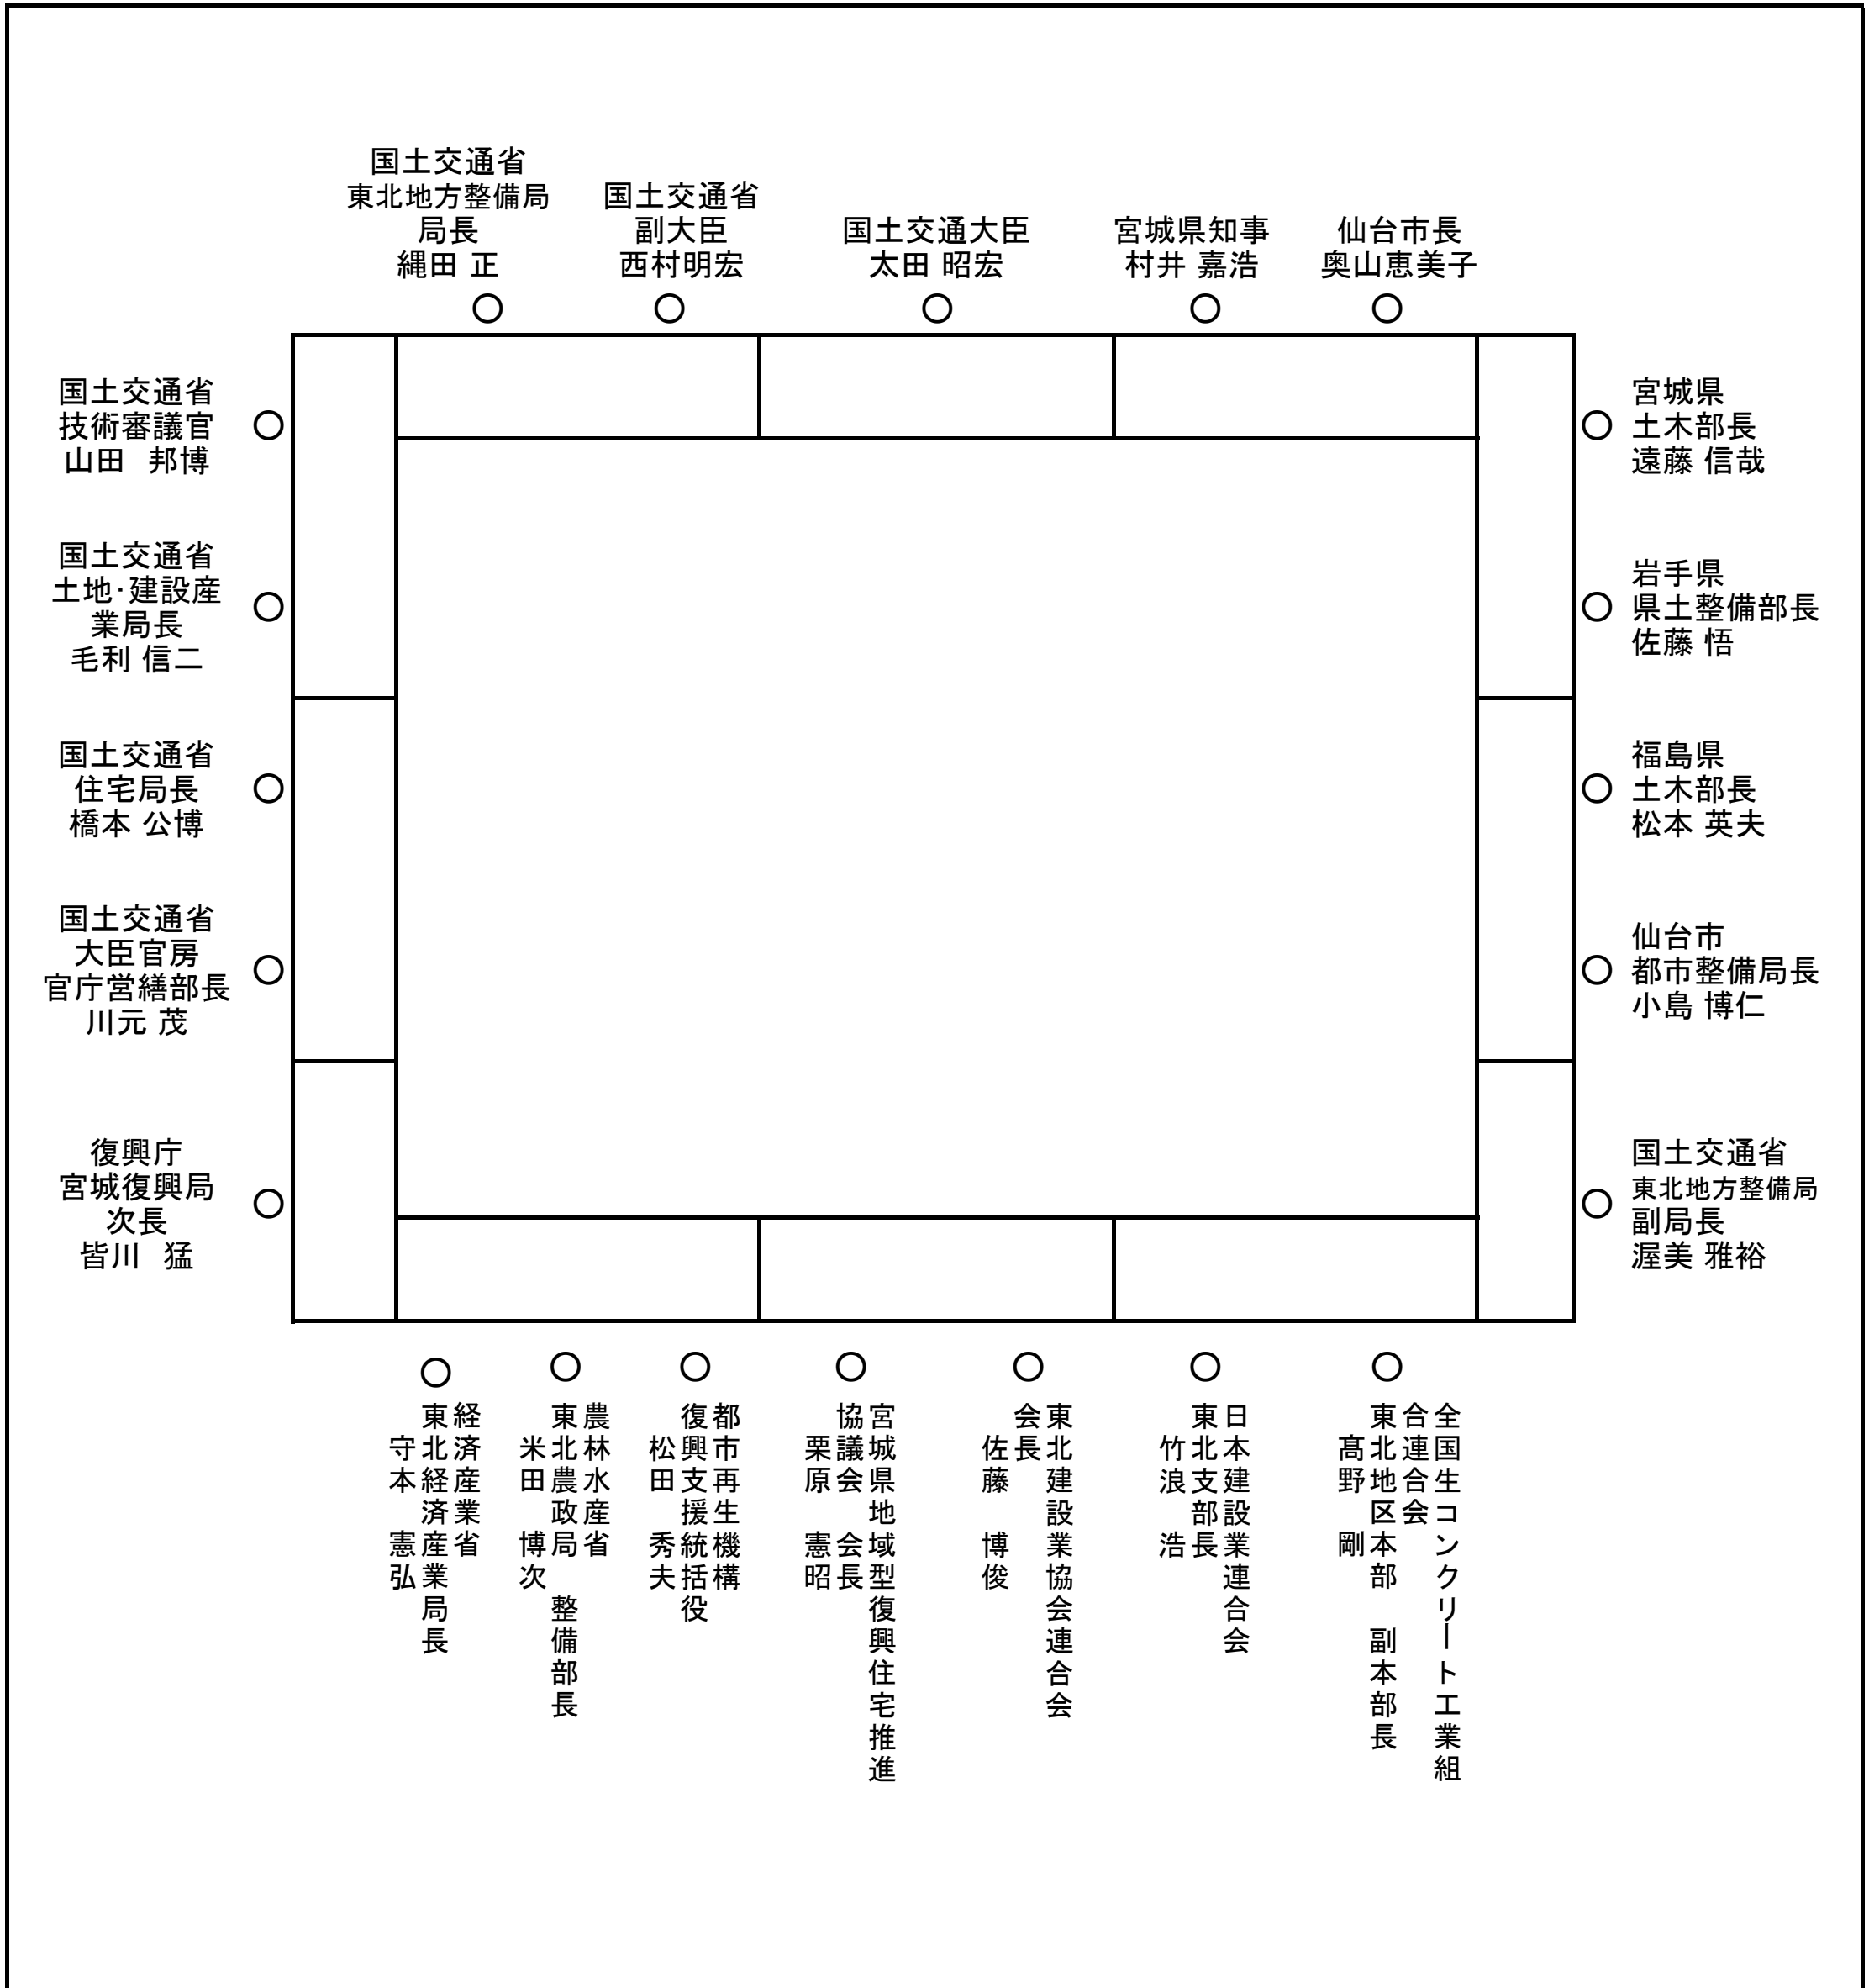 国土交通省
東北地方整備局
局長
縄田 正
国土交通省
副大臣
西村明宏
国土交通大臣
太田 昭宏
宮城県知事
村井 嘉浩
仙台市長
奥山恵美子
国土交通省
技術審議官
山田 邦博
国土交通省
土地・建設産
業局長
毛利 信二
国土交通省
住宅局長
橋本 公博
国土交通省
大臣官房
官庁営繕部長
川元 茂
復興庁
宮城復興局
次長
皆川 猛
宮城県
土木部長
遠藤 信哉
岩手県
県土整備部長
佐藤 悟
福島県
土木部長
松本 英夫
仙台市
都市整備局長
小島 博仁
国土交通省
東北地方整備局
副局長
渥美 雅裕
経済産業省
東北経済産業局長
守本 憲弘
農林水産省
東北農政局 整備部長
米田 博次
都市再生機構
復興支援統括役
松田 秀夫
宮城県地域型復興住宅推進
協議会 会長
栗原 憲昭
東北建設業協会連合会
会長
佐藤 博俊
日本建設業連合会
東北支部長
竹浪 浩
全国生コンクリート工業組
合連合会
東北地区本部 副本部長
髙野 剛